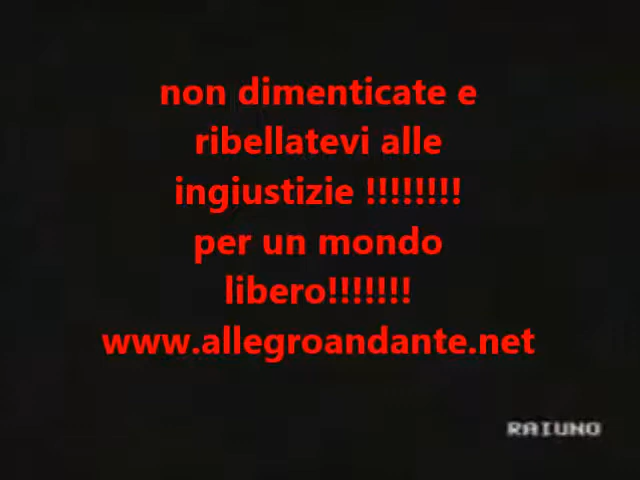 non dimenticate e
ribellatevi alle
ingiustizie !!!!!!!!
per un mondo
libero!!!!!!!
www.allegroandante.net
RAIUNO